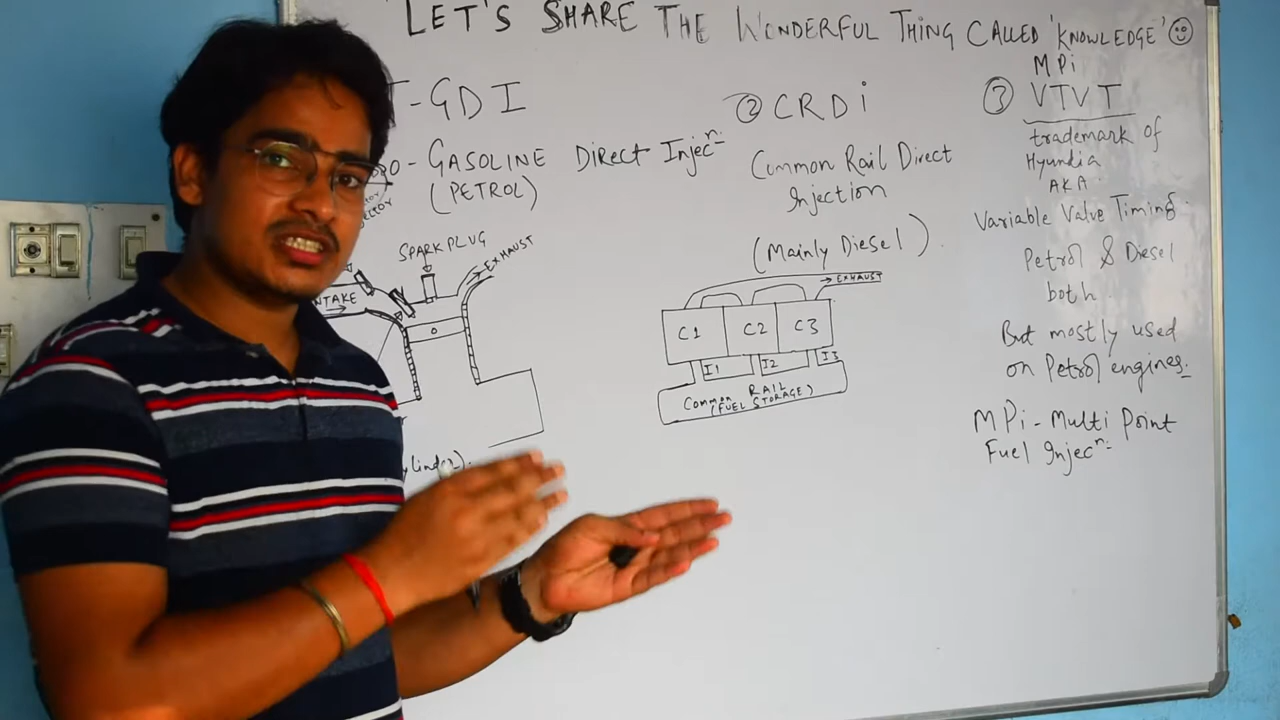 LET'S SHARE THE WONDERFUL THING CALLED 'KNOWLEDGE'
T-GDI
GASOLINE DIRECT Injecn
(PETROL)
SPARK PLUG
EXHAUST
② CRDi
Common Rail Direct
Injection
(Mainly Diesel)
EXHAUST
C1 C2 C3
I1 I2 I3
COMMON RAIL
(FUEL STORAGE)
MPi
③ VTVT
trademark of
Hyundia
AKA
Variable Valve Timing
Petrol & Diesel
both.
But mostly used
on Petrol engines.
MPi - Multi Point
Fuel Injecn